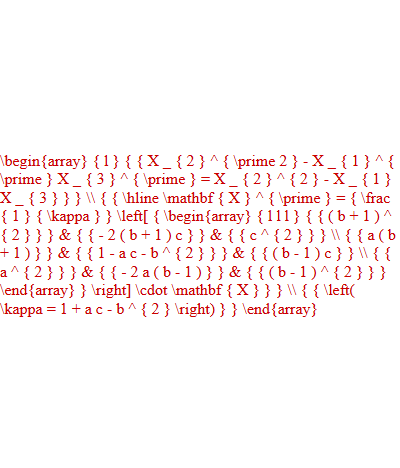 \begin{array} { 1 } { { X _ { 2 } ^ { \prime 2 } - X _ { 1 } ^ {
\prime } X _ { 3 } ^ { \prime } = X _ { 2 } ^ { 2 } - X _ { 1 }
X _ { 3 } } } \\ { { \hline \mathbf { X } ^ { \prime } = { \frac
{ 1 } { \kappa } } \left[ { \begin{array} { 111 } { { ( b + 1 ) ^
{ 2 } } } & { { - 2 ( b + 1 ) c } } & { { c ^ { 2 } } } \\ { { a ( b
+ 1 ) } } & { { 1 - a c - b ^ { 2 } } } & { { ( b - 1 ) c } } \\ { {
a ^ { 2 } } } & { { - 2 a ( b - 1 ) } } & { { ( b - 1 ) ^ { 2 } } }
\end{array} } \right] \cdot \mathbf { X } } } \\ { { \left(
\kappa = 1 + a c - b ^ { 2 } \right) } } \end{array}